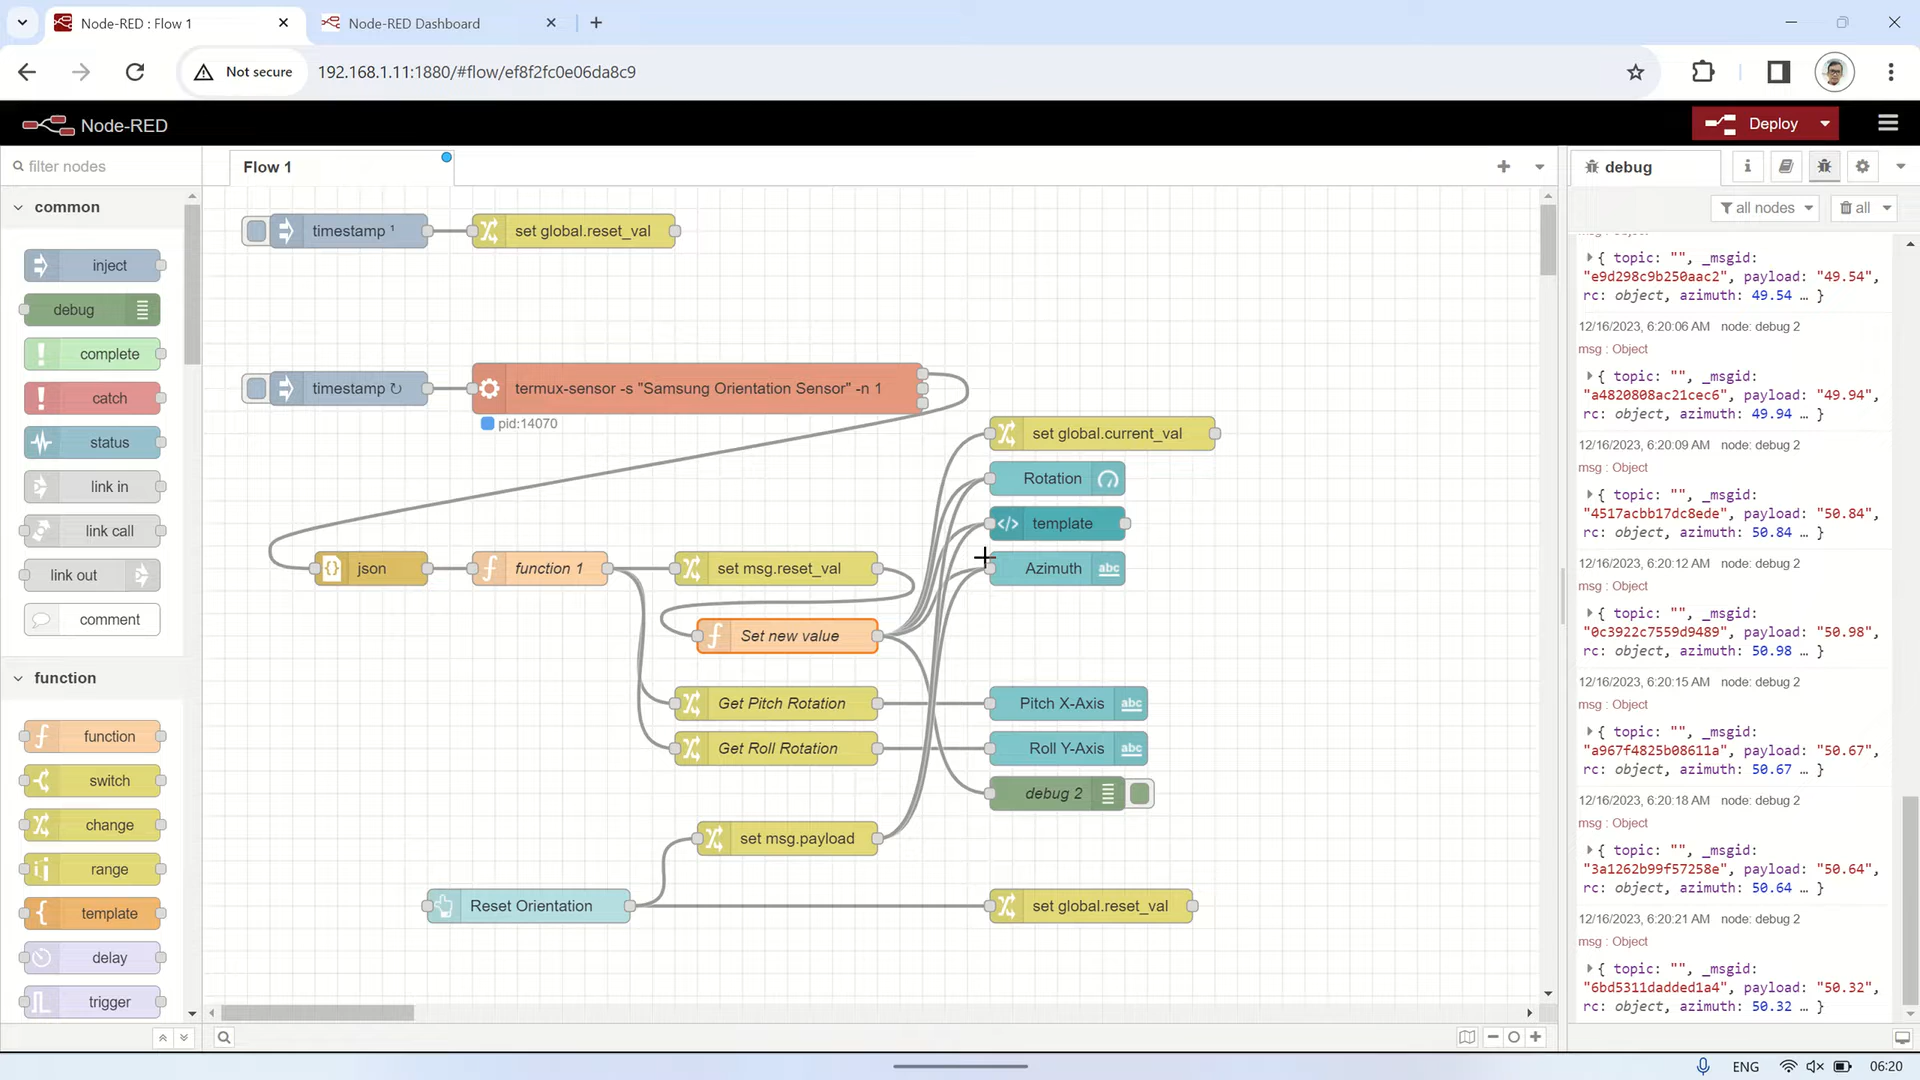 Node-RED : Flow 1
Node-RED Dashboard
Not secure
192.168.1.11:1880/#flow/ef8f2fc0e06da8c9
Node-RED
Deploy
filter nodes
common
inject
debug
complete
catch
status
link in
link call
link out
comment
function
function
switch
change
range
template
delay
trigger
Flow 1
timestamp ¹
set global.reset_val
timestamp ↻
termux-sensor -s "Samsung Orientation Sensor" -n 1
pid:14070
set global.current_val
Rotation
template
Azimuth
abc
json
function 1
set msg.reset_val
Set new value
Get Pitch Rotation
Pitch X-Axis
abc
Get Roll Rotation
Roll Y-Axis
abc
debug 2
set msg.payload
Reset Orientation
set global.reset_val
debug
i
all nodes
all
msg : Object
{ topic: "", _msgid:
"e9d298c9b250aac2", payload: "49.54",
rc: object, azimuth: 49.54 … }
12/16/2023, 6:20:06 AM node: debug 2
msg : Object
{ topic: "", _msgid:
"a4820808ac21cec6", payload: "49.94",
rc: object, azimuth: 49.94 … }
12/16/2023, 6:20:09 AM node: debug 2
msg : Object
{ topic: "", _msgid:
"4517acbb17dc8ede", payload: "50.84",
rc: object, azimuth: 50.84 … }
12/16/2023, 6:20:12 AM node: debug 2
msg : Object
{ topic: "", _msgid:
"0c3922c7559d9489", payload: "50.98",
rc: object, azimuth: 50.98 … }
12/16/2023, 6:20:15 AM node: debug 2
msg : Object
{ topic: "", _msgid:
"a967f4825b08611a", payload: "50.67",
rc: object, azimuth: 50.67 … }
12/16/2023, 6:20:18 AM node: debug 2
msg : Object
{ topic: "", _msgid:
"3a1262b99f57258e", payload: "50.64",
rc: object, azimuth: 50.64 … }
12/16/2023, 6:20:21 AM node: debug 2
msg : Object
{ topic: "", _msgid:
"6bd5311dadded1a4", payload: "50.32",
rc: object, azimuth: 50.32 … }
ENG
06:20